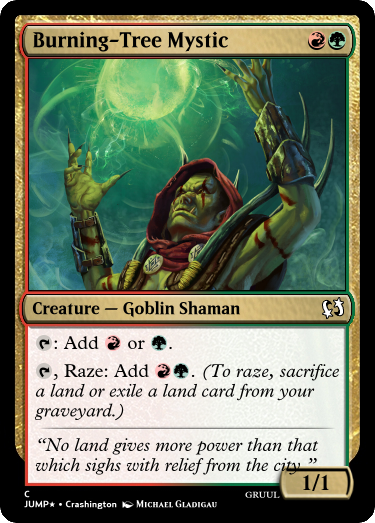 Burning-Tree Mystic
Creature — Goblin Shaman
: Add or .
, Raze: Add . (To raze, sacrifice
a land or exile a land card from your
graveyard.)
“No land gives more power than that
which sighs with relief from the city.”
1/1
C
GRUUL
JUMP★ • Crashington Michael Gladigau